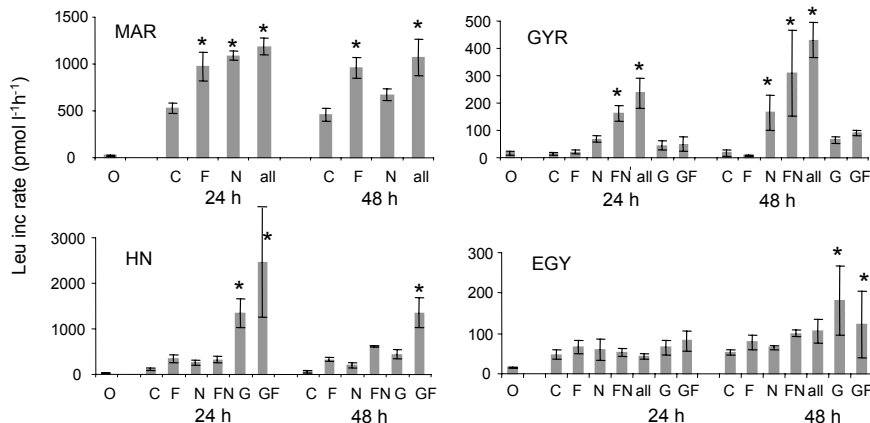 Leu inc rate (pmol l⁻¹h⁻¹)
MAR
1500
1000
500
0
* * * * *
O C F N all C F N all
24 h 48 h
GYR
500
400
300
200
100
0
* * * * *
O C F N FN all G GF C F N FN all G GF
24 h 48 h
HN
3000
2000
1000
0
* * *
O C F N FN G GF C F N FN G GF
24 h 48 h
EGY
300
200
100
0
* *
O C F N FN all G GF C F N FN all G GF
24 h 48 h